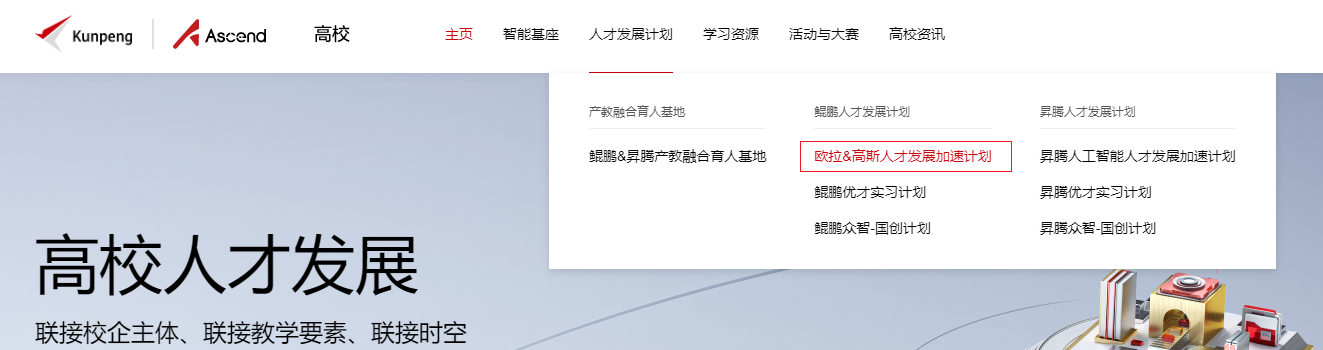 Kunpeng Ascend 高校 主页 智能基座 人才发展计划 学习资源 活动与大赛 高校资讯
产教融合育人基地 鲲鹏人才发展计划 昇腾人才发展计划
鲲鹏&昇腾产教融合育人基地 欧拉&高斯人才发展加速计划 昇腾人工智能人才发展加速计划
鲲鹏优才实习计划 昇腾优才实习计划
鲲鹏众智-国创计划 昇腾众智-国创计划
高校人才发展
联接校企主体、联接教学要素、联接时空